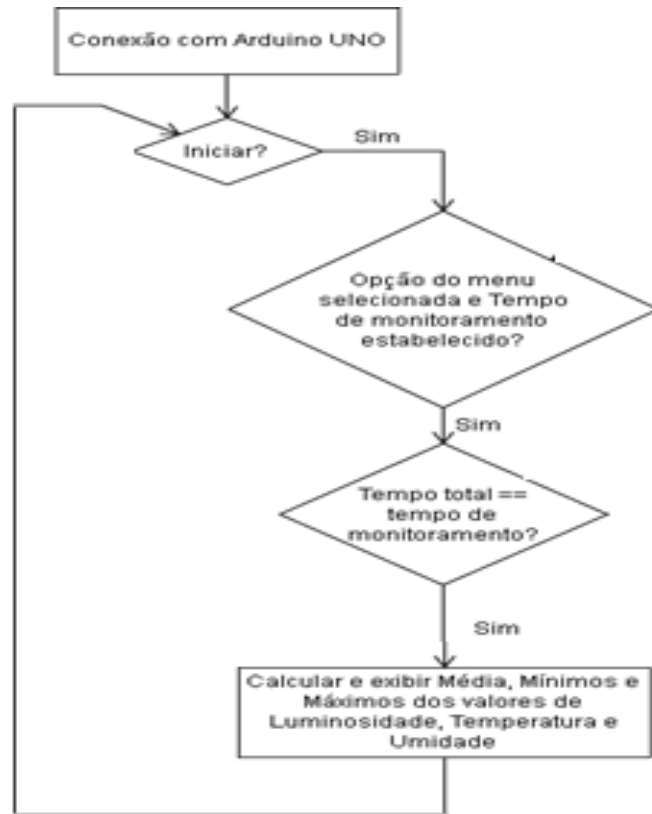 Conexão com Arduino UNO
Iniciar?
Sim
Opção do menu
selecionada e Tempo
de monitoramento
estabelecido?
Sim
Tempo total ==
tempo de
monitoramento?
Sim
Calcular e exibir Média, Mínimos e
Máximos dos valores de
Luminosidade, Temperatura e
Umidade